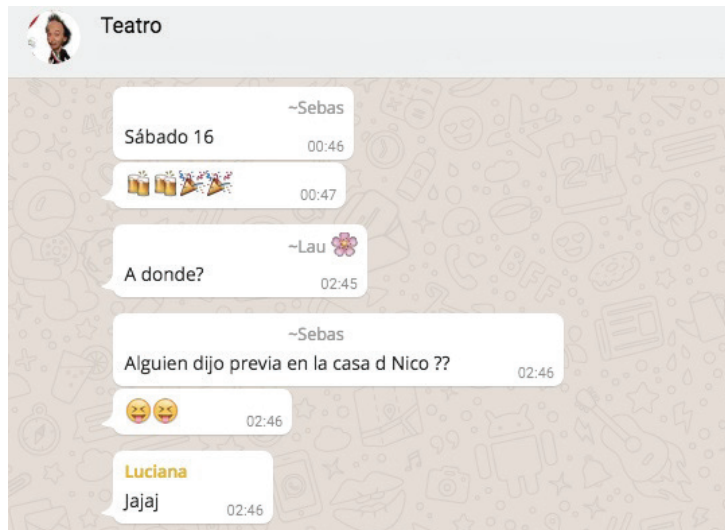 Teatro
~Sebas
Sábado 16
00:46
🍻 🍻🎉🎉
00:47
~Lau 🌸
A donde?
02:45
~Sebas
Alguien dijo previa en la casa d Nico ??
02:46
😝😝
02:46
Luciana
Jajaj
02:46